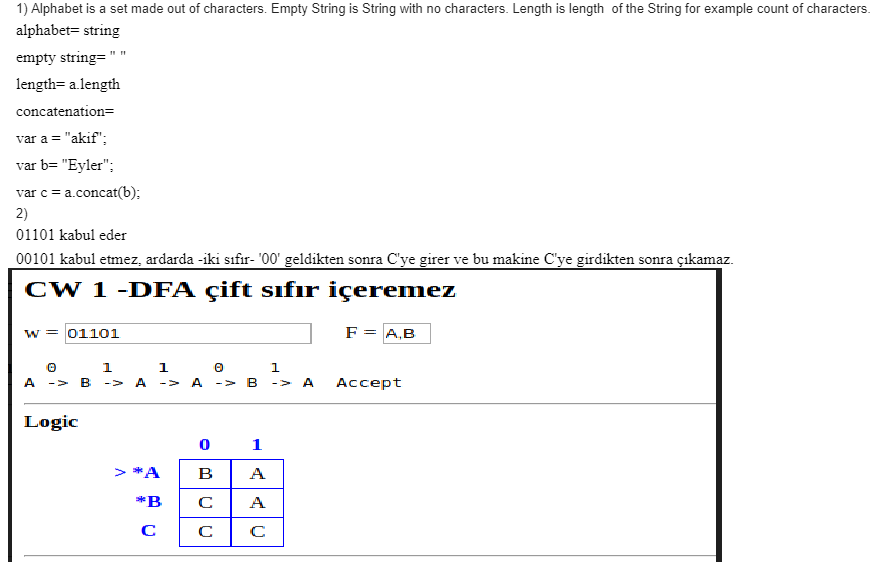 1) Alphabet is a set made out of characters. Empty String is String with no characters. Length is length of the String for example count of characters.
alphabet= string
empty string= " "
length= a.length
concatenation=
var a = "akif";
var b= "Eyler";
var c = a.concat(b);
2)
01101 kabul eder
00101 kabul etmez, ardarda -iki sıfır- '00' geldikten sonra C'ye girer ve bu makine C'ye girdikten sonra çıkamaz.
CW 1 -DFA çift sıfır içeremez
w = 01101 F = A,B
0 1 1 0 1
A -> B -> A -> A -> B -> A Accept
Logic
0 1
> *A B A
*B C A
C C C